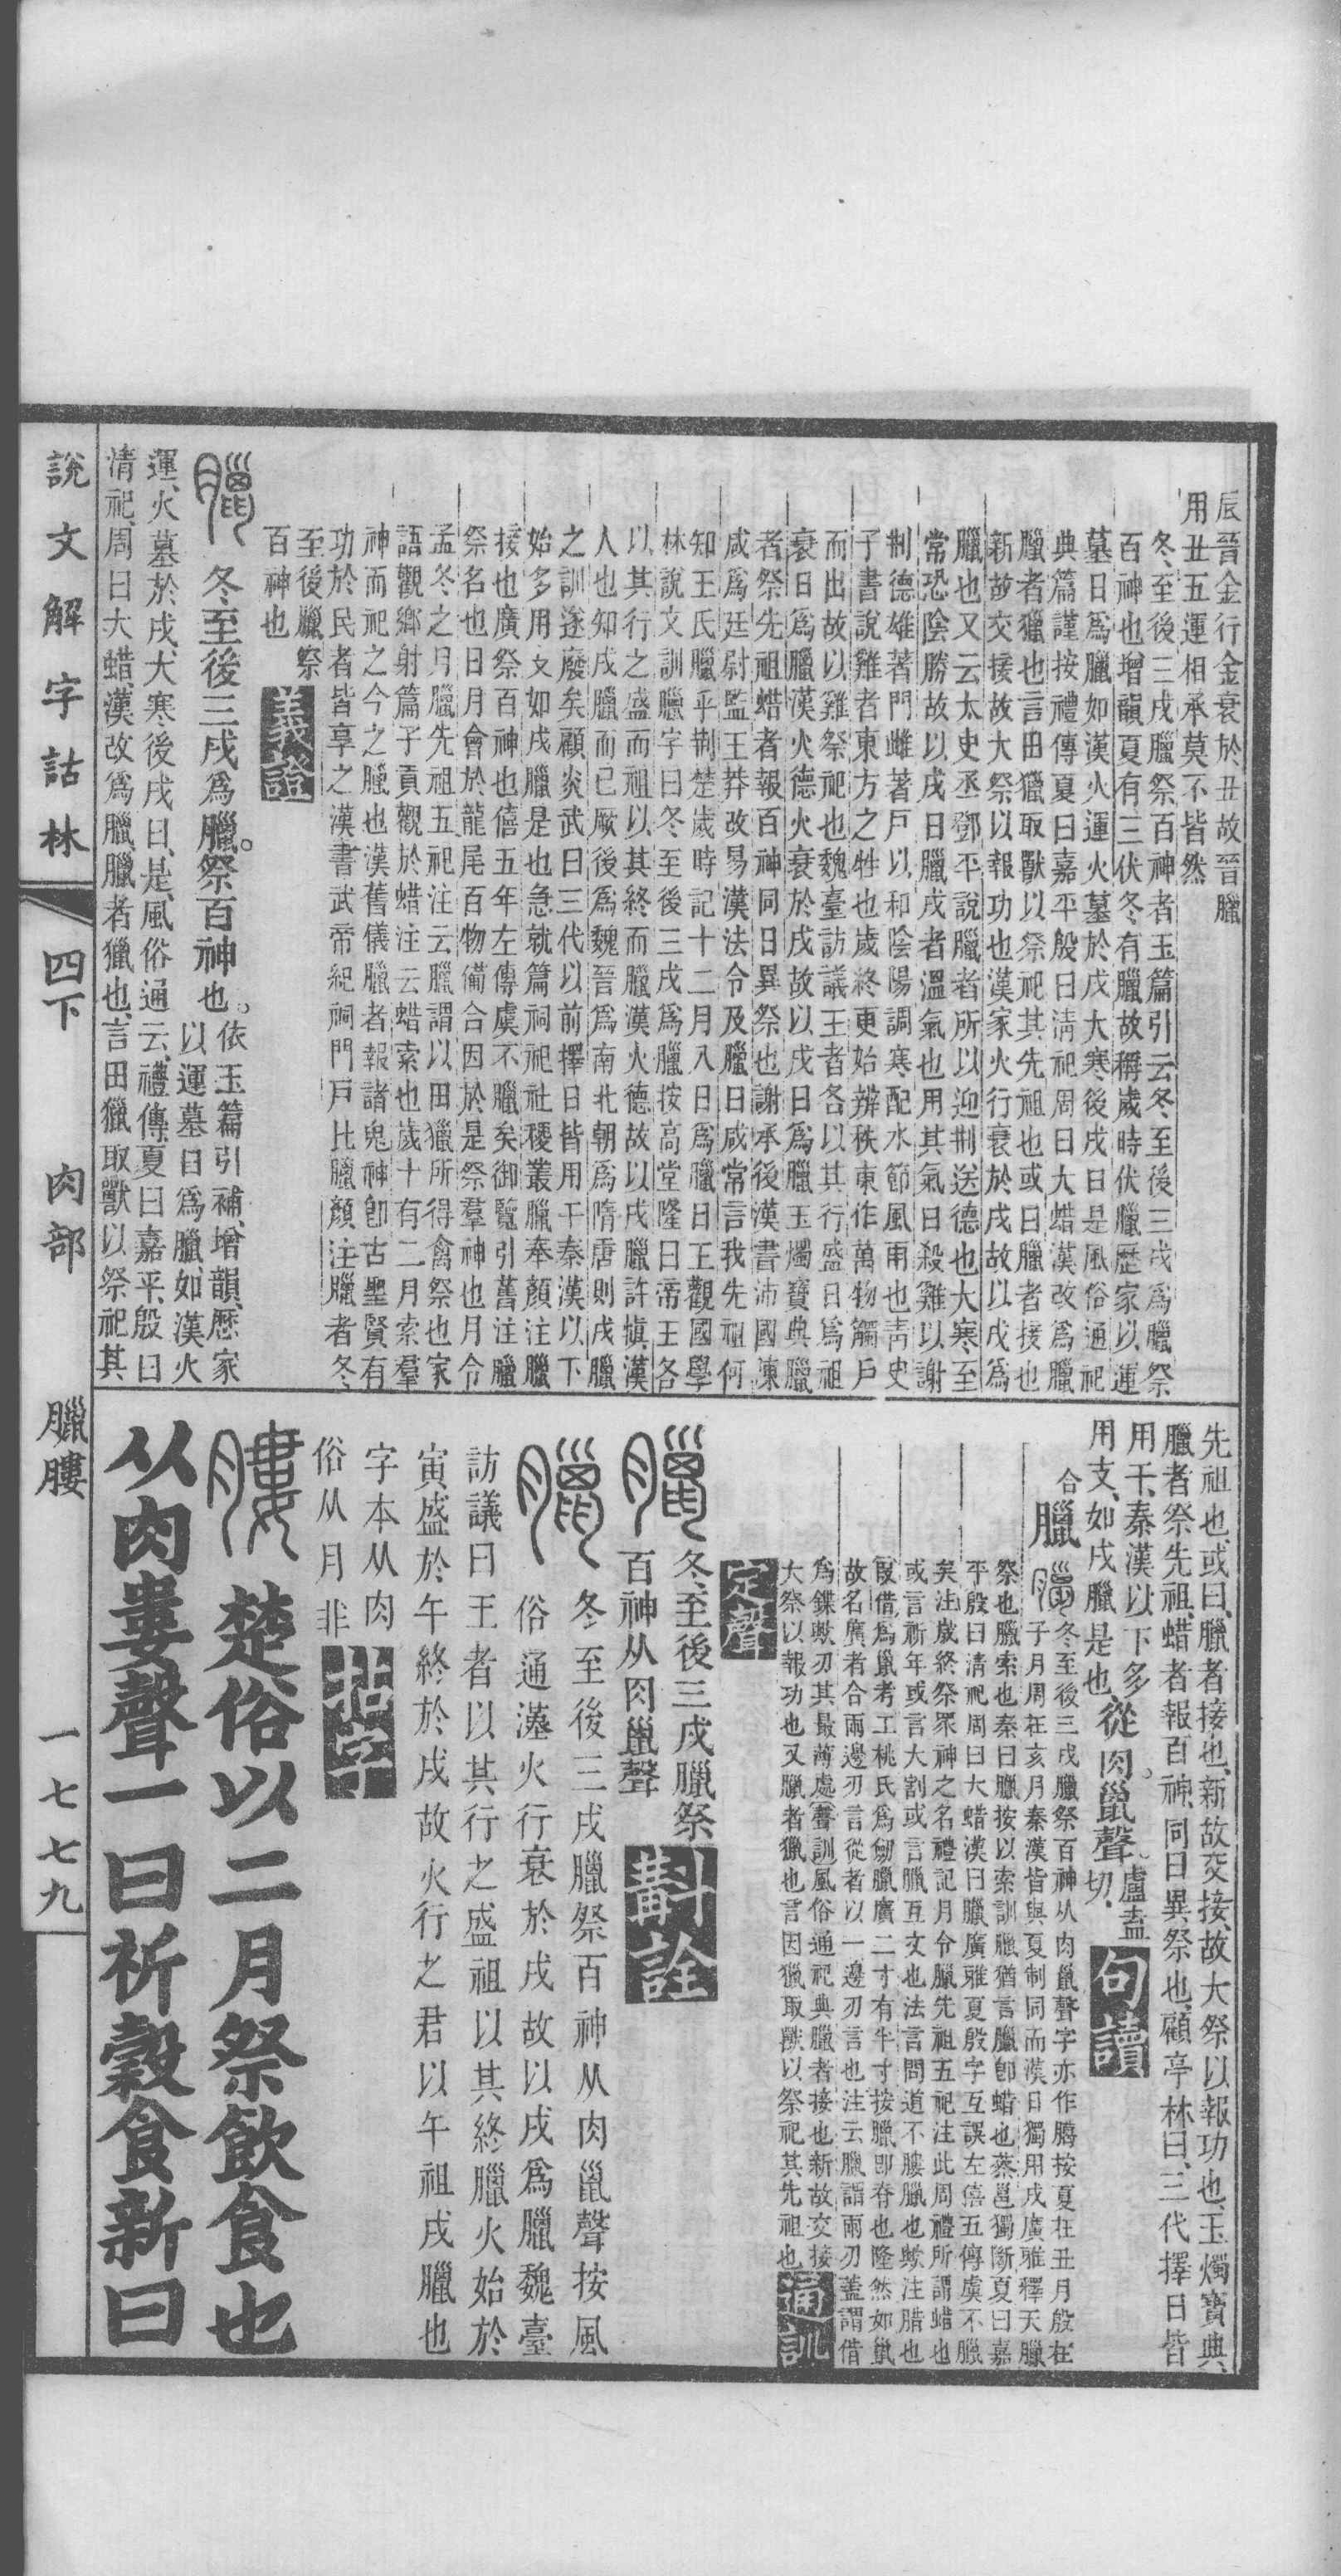 辰晉金行金衰於丑故晉臘
用丑五運相承莫不皆然
冬至後三戌臘祭百神者玉篇引云冬至後三戌爲臘祭
百神也增韻夏有三伏冬有臘故稱歲時伏臘歷家以運
墓日爲臘如漢火運火墓於戌大寒後戌日是風俗通祀
典篇謹按禮傳夏曰嘉平殷曰淸祀周曰大蜡漢改爲臘
臘者獵也言田獵取獸以祭祀其先祖也或曰臘者接也
新故交接故大祭以報功也漢家火行衰於戌故以戌爲
臘也又云太史丞鄧平說臘者所以迎刑送德也大寒至
常恐陰勝故以戌日臘戌者溫氣也用其氣日殺雞以謝
刑德雄著門雌著戶以和陰陽調寒配水節風雨也靑史
子書說雞者東方之牲也歲終更始辨秩東作萬物觸戶
而出故以雞祭祀也魏臺訪議王者各以其行盛日爲祖
衰日爲臘漢火德火衰於戌故以戌日爲臘玉燭寶典臘
者祭先祖蜡者報百神同日異祭也謝承後漢書沛國陳
咸爲廷尉監王莽改易漢法令及臘日咸常言我先祖何
知王氏臘乎荆楚歲時記十二月八日爲臘日王觀國學
林說文訓臘字曰冬至後三戌爲臘按高堂隆曰帝王各
以其行之盛而祖以其終而臘漢火德故以戌臘許愼漢
人也知戌臘而已厥後爲魏晉爲南北朝爲隋唐則戌臘
之訓遂廢矣顧炎武曰三代以前擇日皆用干秦漢以下
始多用支如戌臘是也急就篇祠祀社稷叢臘奉顏注臘
接也廣祭百神也僖五年左傳虞不臘矣御覽引舊注臘
祭名也日月會於龍尾百物備合因於是祭羣神也月令
孟冬之月臘先祖五祀注云臘謂以田獵所得禽祭也家
語觀鄉射篇子貢觀於蜡注云蜡索也歲十有二月索羣
神而祀之今之臘也漢舊儀臘者報諸鬼神卽古聖賢有
功於民者皆享之漢書武帝紀祠門戶比臘顏注臘者冬
至後臘祭
百神也 義證
臘 冬至後三戌爲臘。祭百神也。依玉篇引補、增韻、歷家
以運墓日爲臘、如漢火
運、火墓於戌、大寒後戌日、是、風俗通云、禮傳、夏曰嘉平、殷曰
清祀、周曰大蜡、漢改爲臘、臘者獵也、言田獵取獸以祭祀其
先祖也、或曰、臘者接也、新故交接、故大祭以報功也、玉燭寶典、
臘者祭先祖、蜡者報百神、同日異祭也、顧亭林曰、三代擇日皆
用干、秦漢以下多
用支、如戌臘是也 從肉巤聲。盧盍切。 句讀
合 臘 臘 冬至後三戌臘祭百神从肉巤聲字亦作臈按夏在丑月殷在
子月周在亥月秦漢皆與夏制同而漢日獨用戌廣雅釋天臘
祭也臘索也秦曰臘按以索訓臘猶言臘卽蜡也蔡邕獨斷夏曰嘉
平殷曰清祀周曰大蜡漢曰臘廣雅夏殷字互誤左僖五傳虞不臘
矣注歲終祭眾神之名禮記月令臘先祖五祀注此周禮所謂蜡也
或言祈年或言大割或言臘互文也法言問道不膢臘也歟注腊也
叚借爲巤考工桃氏爲劒臘廣二寸有半寸按臘卽脊也隆然如巤
故名廣者合兩邊刃言從者以一邊刃言也注云臘謂兩刃蓋謂借
爲鍱歟刃其最薄處聲訓風俗通祀典臘者接也新故交接
大祭以報功也又臘者獵也言因獵取獸以祭祀其先祖也 通訓
定聲
臘 冬至後三戌臘祭
百神从肉巤聲 斠詮
臘 冬至後三戌臘祭百神从肉巤聲按風
俗通漢火行衰於戌故以戌爲臘魏臺
訪議曰王者以其行之盛祖以其終臘火始於
寅盛於午終於戌故火行之君以午祖戌臘也
字本从肉
俗从月非 古字
膢 楚俗以二月祭飲食也
从肉婁聲一曰祈穀食新曰
說文解字詁林 四下 肉部 臘膢 一七七九